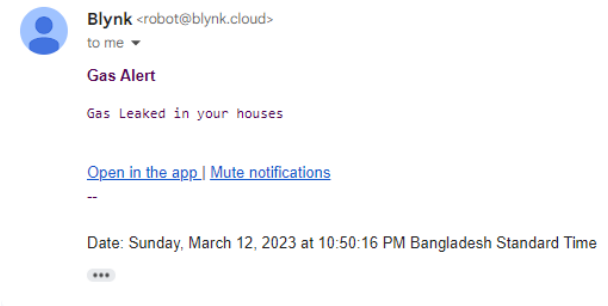 Blynk <robot@blynk.cloud>
to me
Gas Alert
Gas Leaked in your houses
Open in the app | Mute notifications
--
Date: Sunday, March 12, 2023 at 10:50:16 PM Bangladesh Standard Time